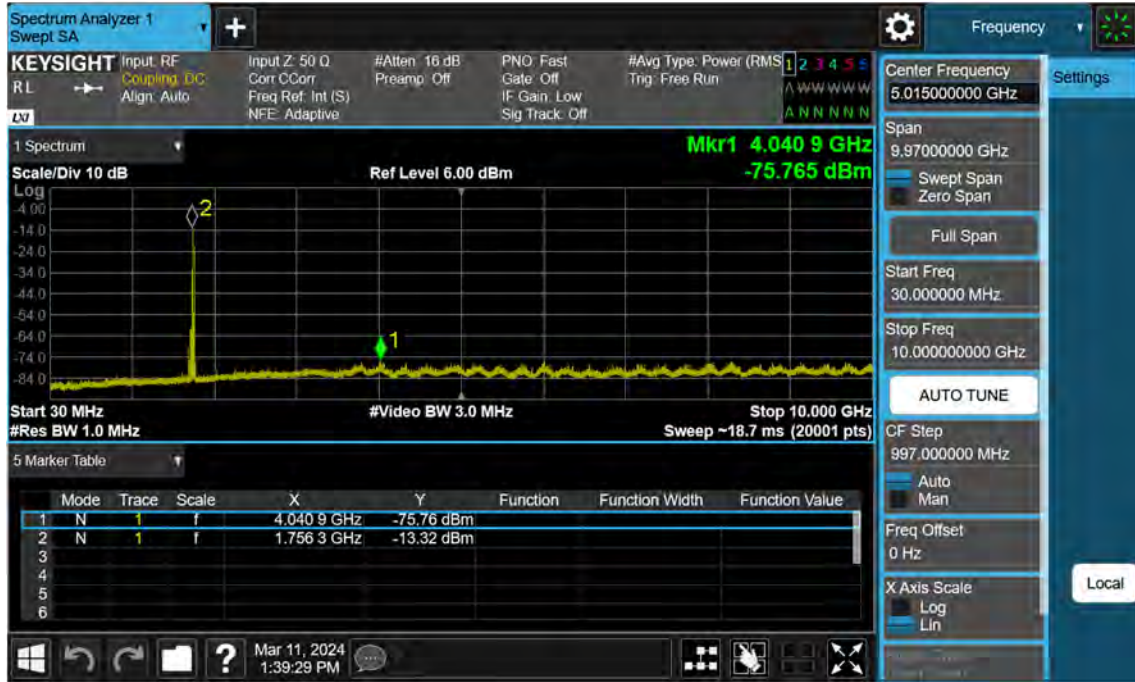 Spectrum Analyzer 1
Swept SA
+
Frequency
KEYSIGHT
RL
LXI
Input: RF
Coupling: DC
Align: Auto
Input Z: 50 Ω
Corr CCorr
Freq Ref: Int (S)
NFE: Adaptive
#Atten: 16 dB
Preamp: Off
PNO: Fast
Gate: Off
IF Gain: Low
Sig Track: Off
#Avg Type: Power (RMS
Trig: Free Run
1 2 3 4 5 6
A W W W W W
A N N N N N
1 Spectrum
Scale/Div 10 dB
Ref Level 6.00 dBm
Mkr1 4.040 9 GHz
-75.765 dBm
Log
-4.00
-14.0
-24.0
-34.0
-44.0
-54.0
-64.0
-74.0
-84.0
2
1
Start 30 MHz
#Video BW 3.0 MHz
Stop 10.000 GHz
#Res BW 1.0 MHz
Sweep ~18.7 ms (20001 pts)
5 Marker Table
Mode Trace Scale X Y Function Function Width Function Value
1 N 1 f 4.040 9 GHz -75.76 dBm
2 N 1 f 1.756 3 GHz -13.32 dBm
3
4
5
6
?
Mar 11, 2024
1:39:29 PM
Center Frequency
5.015000000 GHz
Span
9.97000000 GHz
Swept Span
Zero Span
Full Span
Start Freq
30.000000 MHz
Stop Freq
10.000000000 GHz
AUTO TUNE
CF Step
997.000000 MHz
Auto
Man
Freq Offset
0 Hz
X Axis Scale
Log
Lin
Settings
Local